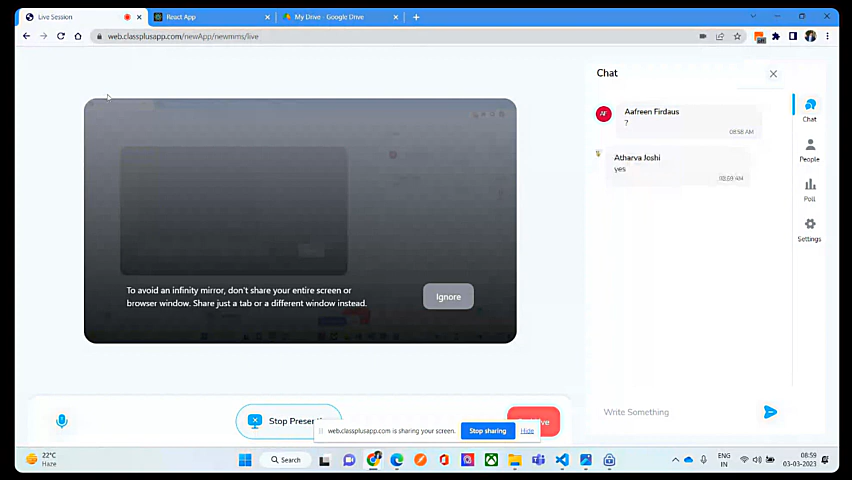 Live Session
React App
My Drive - Google Drive
web.classplusapp.com/newApp/newmms/live
Chat
AF
Aafreen Firdaus
?
08:58 AM
Atharva Joshi
yes
08:59 AM
Chat
People
Poll
Settings
To avoid an infinity mirror, don't share your entire screen or
browser window. Share just a tab or a different window instead.
Ignore
Write Something
Stop Presenti
web.classplusapp.com is sharing your screen.
Stop sharing
Hide
22°C
Haze
Search
ENG
IN
08:59
03-03-2023